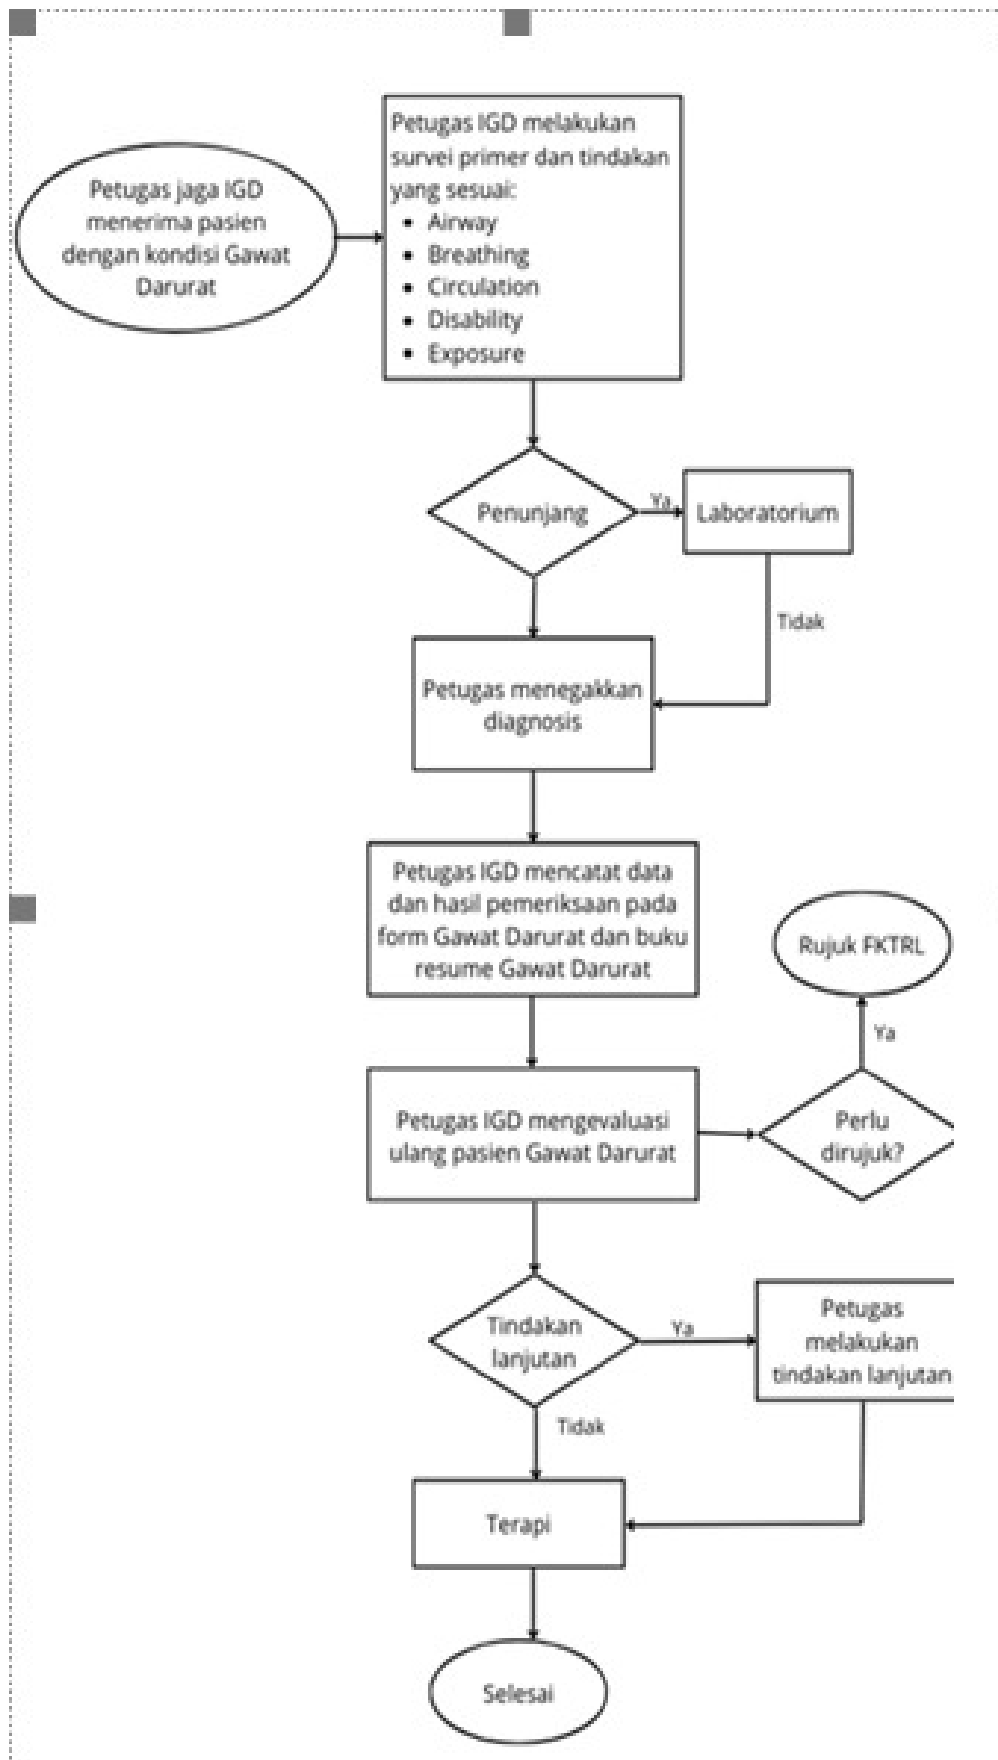 Petugas jaga IGD
menerima pasien
dengan kondisi Gawat
Darurat
Petugas IGD melakukan
survei primer dan tindakan
yang sesuai:
• Airway
• Breathing
• Circulation
• Disability
• Exposure
Penunjang
Ya
Laboratorium
Tidak
Petugas menegakkan
diagnosis
Petugas IGD mencatat data
dan hasil pemeriksaan pada
form Gawat Darurat dan buku
resume Gawat Darurat
Rujuk FKTRL
Ya
Petugas IGD mengevaluasi
ulang pasien Gawat Darurat
Perlu
dirujuk?
Tindakan
lanjutan
Ya
Petugas
melakukan
tindakan lanjutan
Tidak
Terapi
Selesai